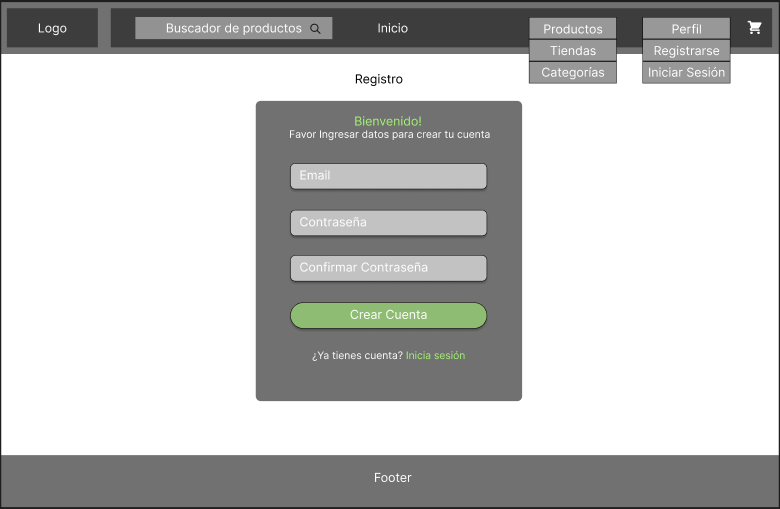 Logo
Buscador de productos
Inicio
Productos
Tiendas
Categorías
Perfil
Registrarse
Iniciar Sesión
Registro
Bienvenido!
Favor Ingresar datos para crear tu cuenta
Email
Contraseña
Confirmar Contraseña
Crear Cuenta
¿Ya tienes cuenta? Inicia sesión
Footer